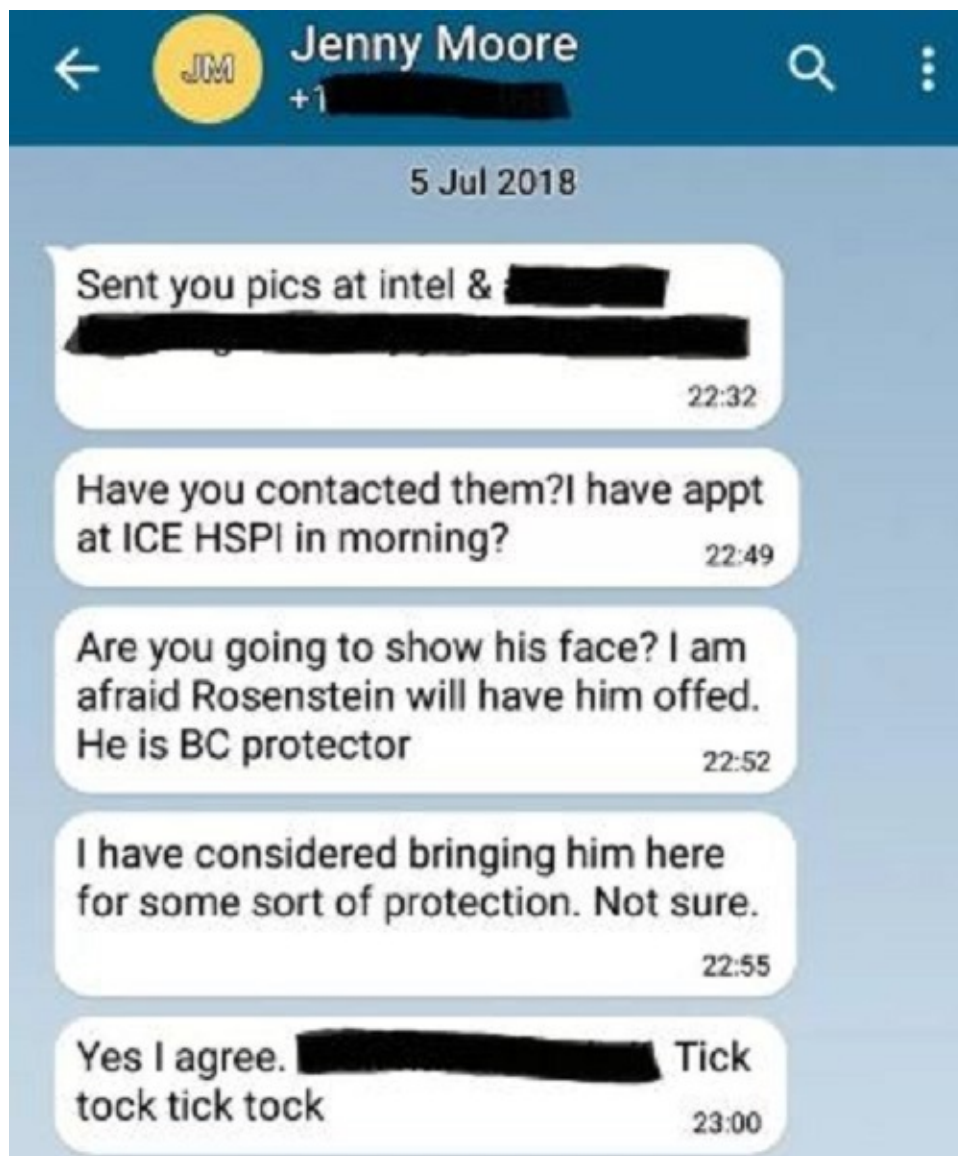 JM
Jenny Moore
+1
5 Jul 2018
Sent you pics at intel &
22:32
Have you contacted them?I have appt
at ICE HSPI in morning?
22:49
Are you going to show his face? I am
afraid Rosenstein will have him offed.
He is BC protector
22:52
I have considered bringing him here
for some sort of protection. Not sure.
22:55
Yes I agree. Tick
tock tick tock
23:00